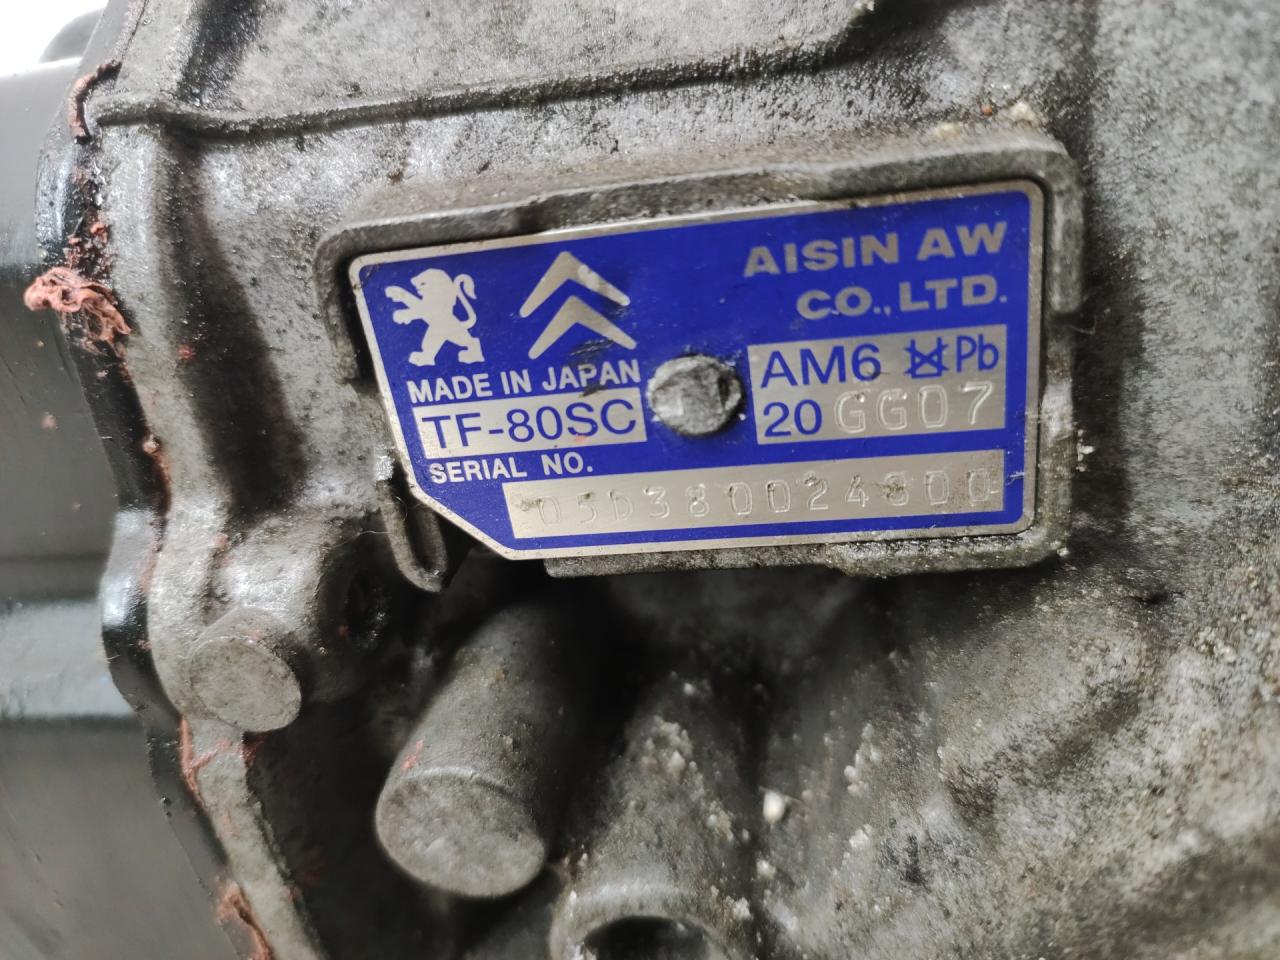 AISIN AW
CO., LTD.
MADE IN JAPAN
TF-80SC
AM6 Pb
20 GG07
SERIAL NO.
05D380024800